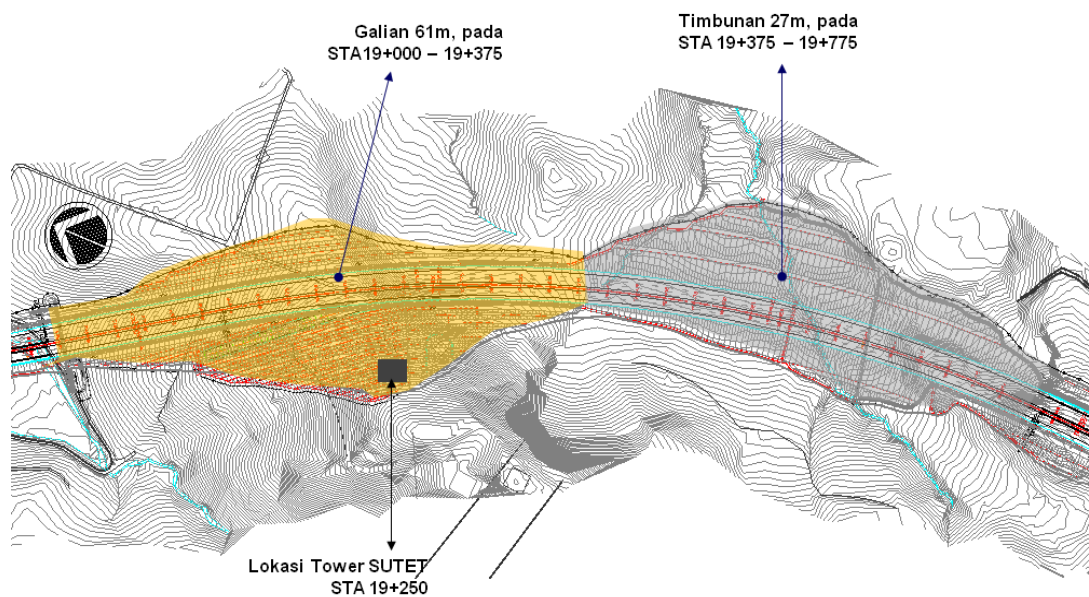 Galian 61m, pada
STA19+000 – 19+375
Timbunan 27m, pada
STA 19+375 – 19+775
Lokasi Tower SUTET
STA 19+250